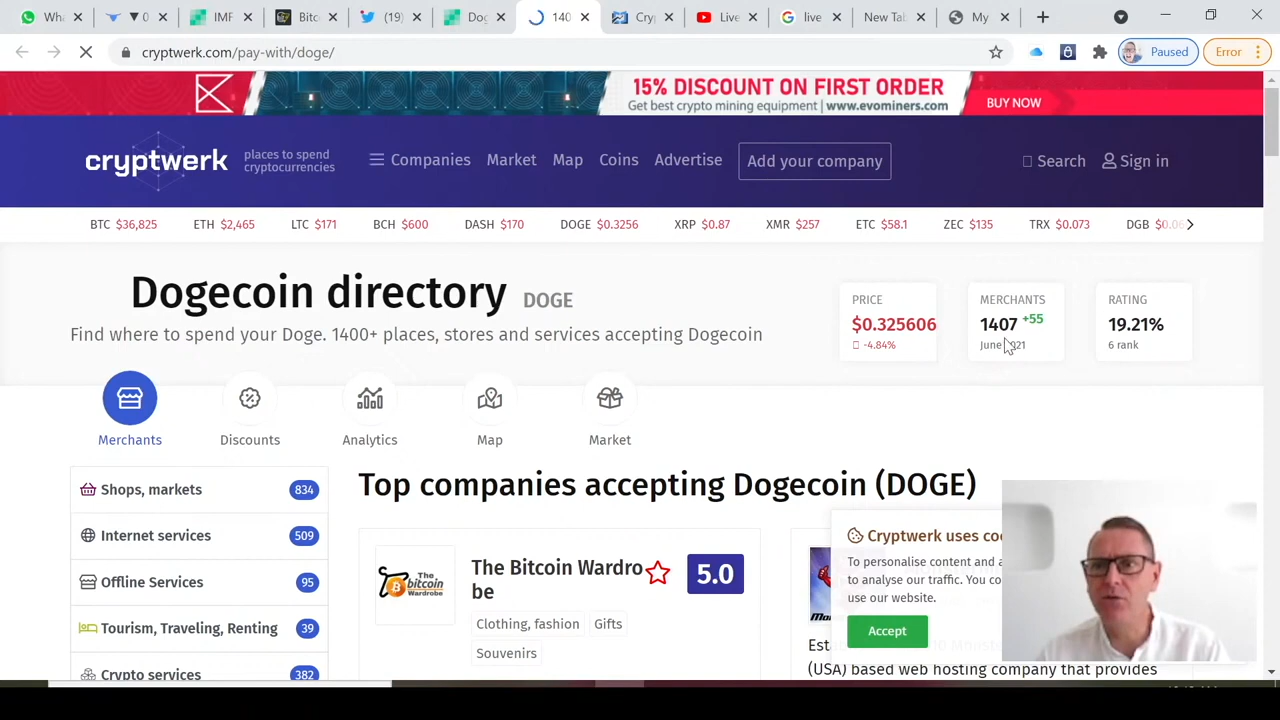 Wha
0
IMF
Bitc
(19)
Dog
140
Cryp
Live
live
New Tab
My
cryptwerk.com/pay-with/doge/
Paused
Error
15% DISCOUNT ON FIRST ORDER
Get best crypto mining equipment | www.evominers.com
BUY NOW
cryptwerk
places to spend
cryptocurrencies
Companies Market Map Coins Advertise Add your company Search Sign in
BTC $36,825 ETH $2,465 LTC $171 BCH $600 DASH $170 DOGE $0.3256 XRP $0.87 XMR $257 ETC $58.1 ZEC $135 TRX $0.073 DGB $0.0
Dogecoin directory DOGE
Find where to spend your Doge. 1400+ places, stores and services accepting Dogecoin
PRICE
$0.325606
-4.84%
MERCHANTS
1407 +55
June 2021
RATING
19.21%
6 rank
Merchants Discounts Analytics Map Market
Shops, markets 834
Internet services 509
Offline Services 95
Tourism, Traveling, Renting 39
Crypto services 382
Top companies accepting Dogecoin (DOGE)
The bitcoin Wardrobe
The Bitcoin Wardro
be
5.0
Clothing, fashion Gifts
Souvenirs
Cryptwerk uses coo
To personalise content and a
to analyse our traffic. You co
use our website.
Accept
(USA) based web hosting company that provides